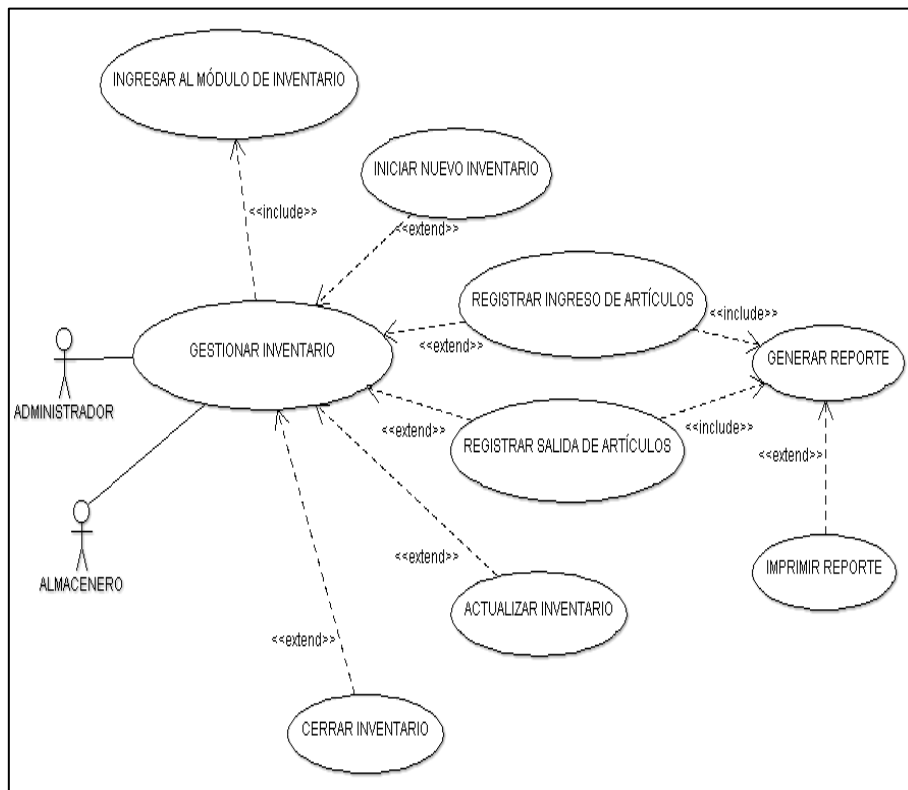 INGRESAR AL MÓDULO DE INVENTARIO
INICIAR NUEVO INVENTARIO
<<include>>
<<extend>>
REGISTRAR INGRESO DE ARTÍCULOS
<<include>>
<<extend>>
GESTIONAR INVENTARIO
GENERAR REPORTE
ADMINISTRADOR
<<extend>>
REGISTRAR SALIDA DE ARTÍCULOS
<<include>>
<<extend>>
<<extend>>
IMPRIMIR REPORTE
ALMACENERO
ACTUALIZAR INVENTARIO
<<extend>>
CERRAR INVENTARIO